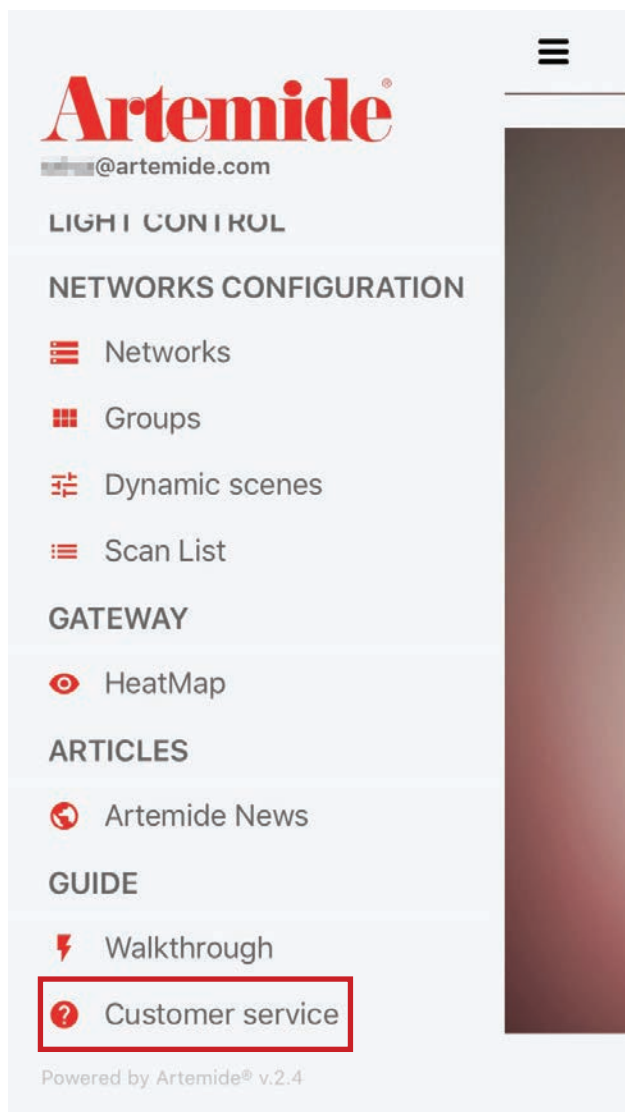 Artemide®
@artemide.com
LIGHT CONTROL
NETWORKS CONFIGURATION
Networks
Groups
Dynamic scenes
Scan List
GATEWAY
HeatMap
ARTICLES
Artemide News
GUIDE
Walkthrough
Customer service
Powered by Artemide® v.2.4